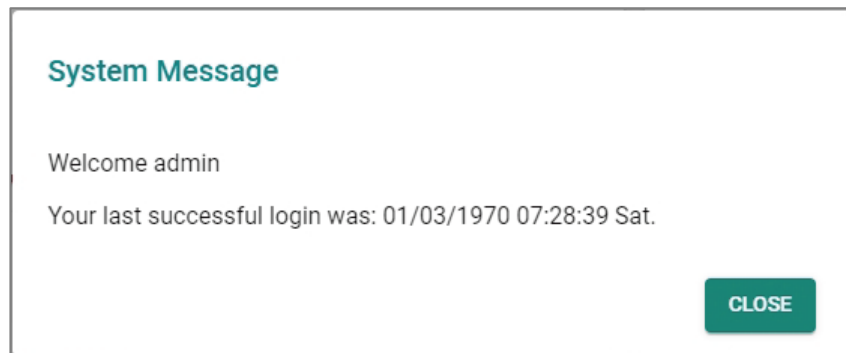 System Message
Welcome admin
Your last successful login was: 01/03/1970 07:28:39 Sat.
CLOSE